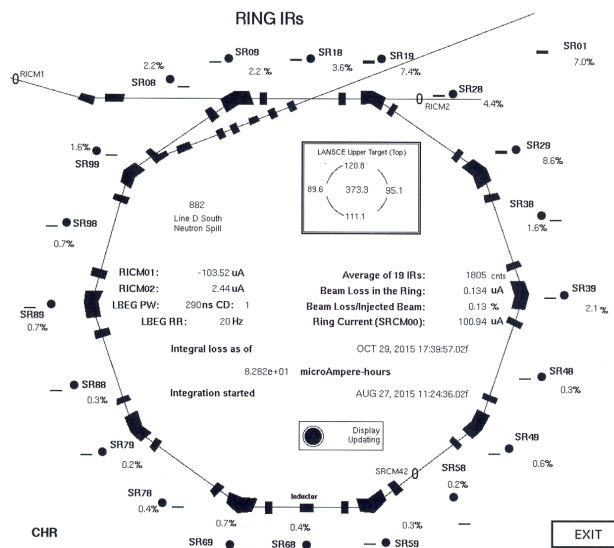 RING IRs
SR09
SR18
SR19
SR01
2.2%
2.2 %
3.6%
7.4%
7.0%
RICM1
SR08
SR28
RICM2
4.4%
1.6%
SR99
LANSCE Upper Target (Top)
120.8
89.6 373.3 95.1
111.1
SR29
8.6%
B82
Line D South
Neutron Spill
SR38
1.6%
SR98
0.7%
RICM01: -103.52 uA
RICM02: 2.44 uA
LBEG PW: 290ns CD: 1
LBEG RR: 20 Hz
Average of 19 IRs: 1805 cnts
Beam Loss in the Ring: 0.134 uA
Beam Loss/Injected Beam: 0.13 %
Ring Current (SRCM00): 100.94 uA
SR39
2.1 %
SR89
0.7%
Integral loss as of OCT 29, 2015 17:39:57.02f
8.282e+01 microAmpere-hours
Integration started AUG 27, 2015 11:24:36.02f
SR88
0.3%
SR48
0.3%
Display
Updating
SR79
0.2%
SR49
0.6%
SRCM42
SR58
0.2%
SR78
0.4%
Inductor
0.7%
0.4%
0.3%
SR69
SR68
SR59
CHR
EXIT